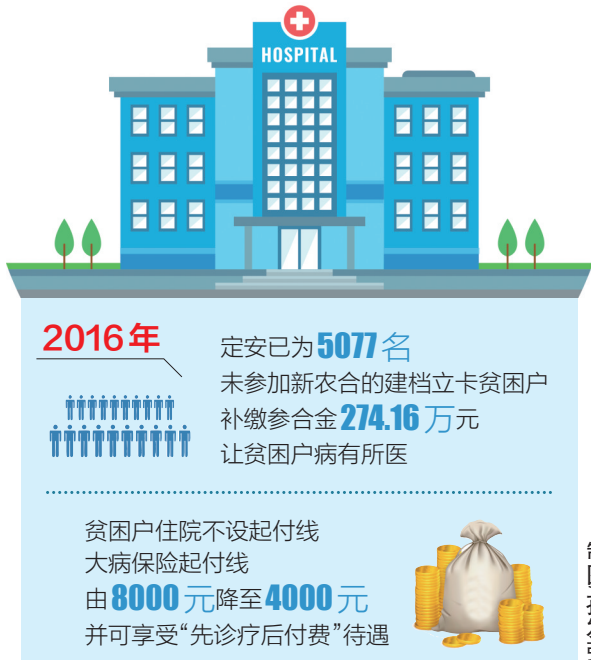 HOSPITAL
2016年
定安已为5077名
未参加新农合的建档立卡贫困户
补缴参合金274.16万元
让贫困户病有所医
贫困户住院不设起付线
大病保险起付线
由8000元降至4000元
并可享受“先诊疗后付费”待遇